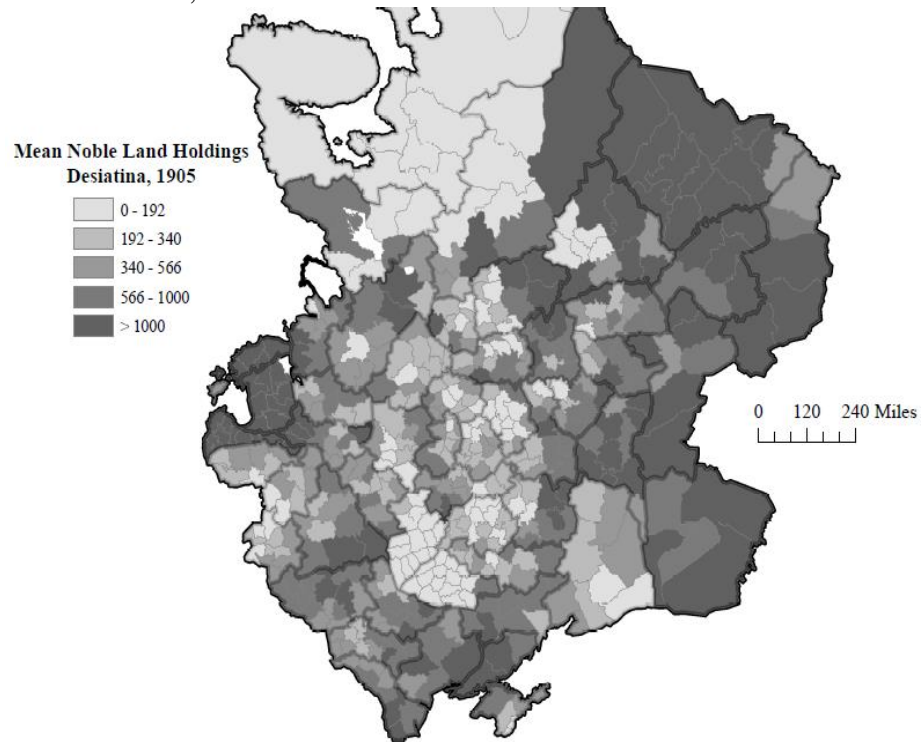 Mean Noble Land Holdings
Desiatina, 1905
0 - 192
192 - 340
340 - 566
566 - 1000
> 1000
0 120 240 Miles